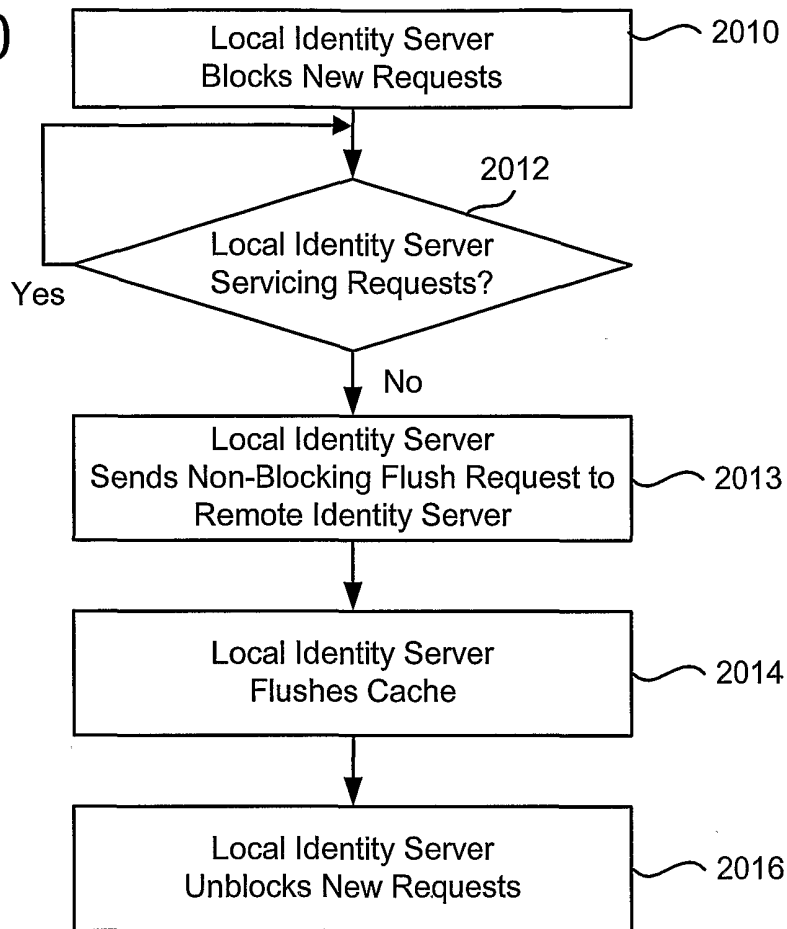 Local Identity Server
Blocks New Requests
2010
2012
Local Identity Server
Servicing Requests?
Yes
No
Local Identity Server
Sends Non-Blocking Flush Request to
Remote Identity Server
2013
Local Identity Server
Flushes Cache
2014
Local Identity Server
Unblocks New Requests
2016